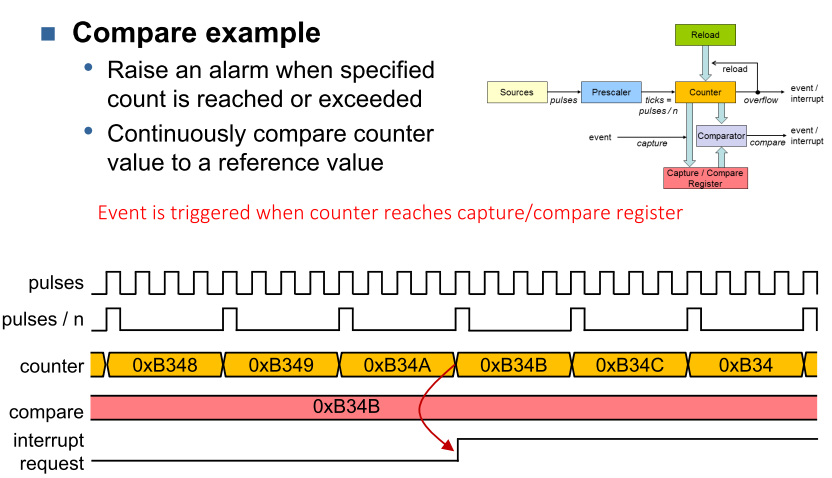 Compare example
Raise an alarm when specified
count is reached or exceeded
Continuously compare counter
value to a reference value
Reload
reload
Sources
pulses
Prescaler
ticks =
pulses / n
Counter
overflow
event /
interrupt
event
capture
Comparator
compare
event /
interrupt
Capture / Compare
Register
Event is triggered when counter reaches capture/compare register
pulses
pulses / n
counter
0xB348
0xB349
0xB34A
0xB34B
0xB34C
0xB34
compare
0xB34B
interrupt
request